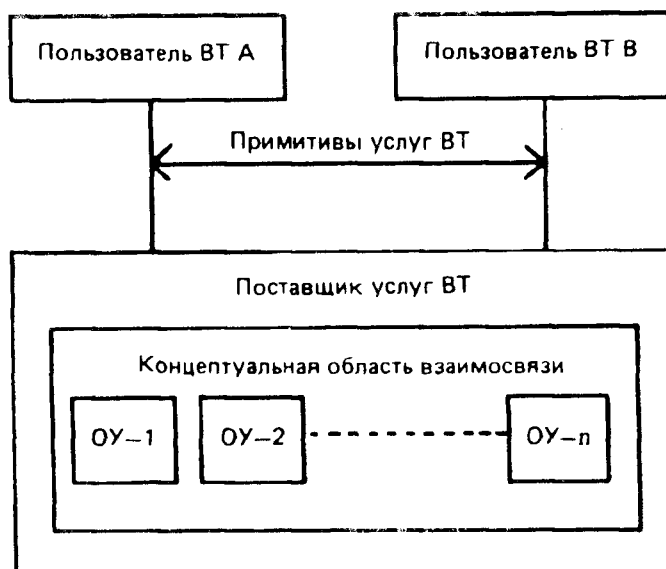 Пользователь ВТ А
Пользователь ВТ В
Примитивы услуг ВТ
Поставщик услуг ВТ
Концептуальная область взаимосвязи
ОУ–1
ОУ–2
ОУ–n